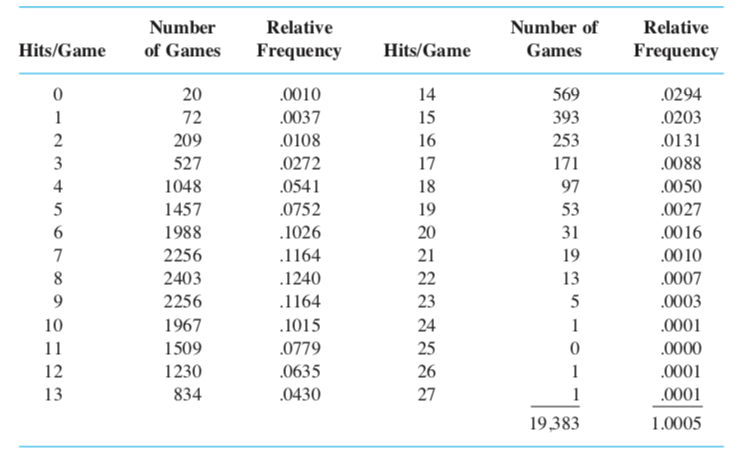 Number Relative Number of Relative
Hits/Game of Games Frequency Hits/Game Games Frequency
0 20 .0010 14 569 .0294
1 72 .0037 15 393 .0203
2 209 .0108 16 253 .0131
3 527 .0272 17 171 .0088
4 1048 .0541 18 97 .0050
5 1457 .0752 19 53 .0027
6 1988 .1026 20 31 .0016
7 2256 .1164 21 19 .0010
8 2403 .1240 22 13 .0007
9 2256 .1164 23 5 .0003
10 1967 .1015 24 1 .0001
11 1509 .0779 25 0 .0000
12 1230 .0635 26 1 .0001
13 834 .0430 27 1 .0001
19,383 1.0005